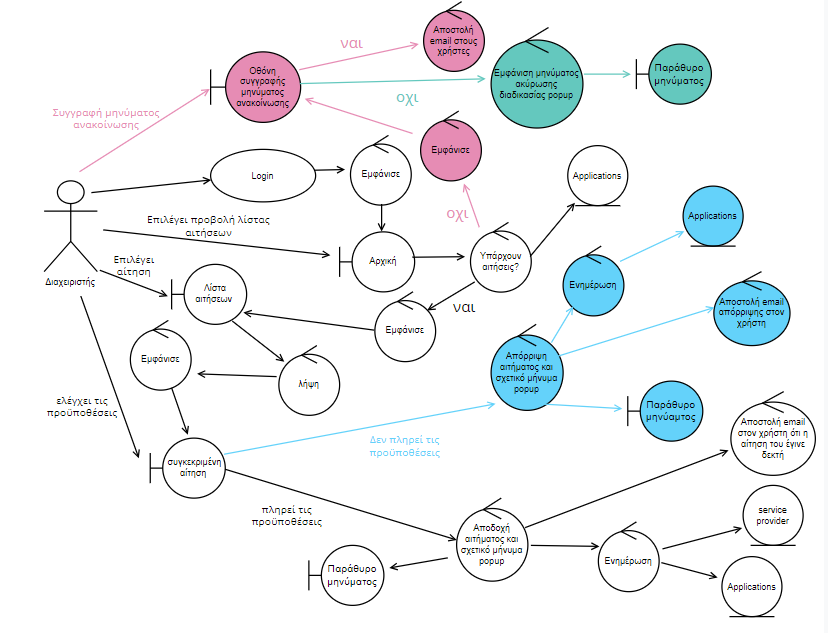 ναι
Αποστολή
email στους
χρήστες
Οθόνη
συγγραφής
μηνύματος
ανακοίνωσης
Εμφάνιση μηνύματος
ακύρωσης
διαδικασίας popup
Παράθυρο
μηνύματος
οχι
Συγγραφή μηνύματος
ανακοίνωσης
Εμφάνισε
Login
Εμφάνισε
Applications
οχι
Applications
Επιλέγει προβολή λίστας
αιτήσεων
Διαχειριστής
Επιλέγει
αίτηση
Αρχική
Υπάρχουν
αιτήσεις?
Ενημέρωση
Λίστα
αιτήσεων
ναι
Αποστολή email
απόρριψης στον
χρήστη
Εμφάνισε
Εμφάνισε
λήψη
Απόρριψη
αιτήματος και
σχετικό μήνυμα
popup
Παράθυρο
μηνύαμτος
ελέγχει τις
προϋποθέσεις
Δεν πληρεί τις
προϋποθέσεις
Αποστολή email
στον χρήστη ότι η
αίτηση του έγινε
δεκτή
συγκεκριμένη
αίτηση
πληρεί τις
προϋποθέσεις
service
provider
Αποδοχή
αιτήματος και
σχετικό μήνυμα
popup
Ενημέρωση
Παράθυρο
μηνύματος
Applications